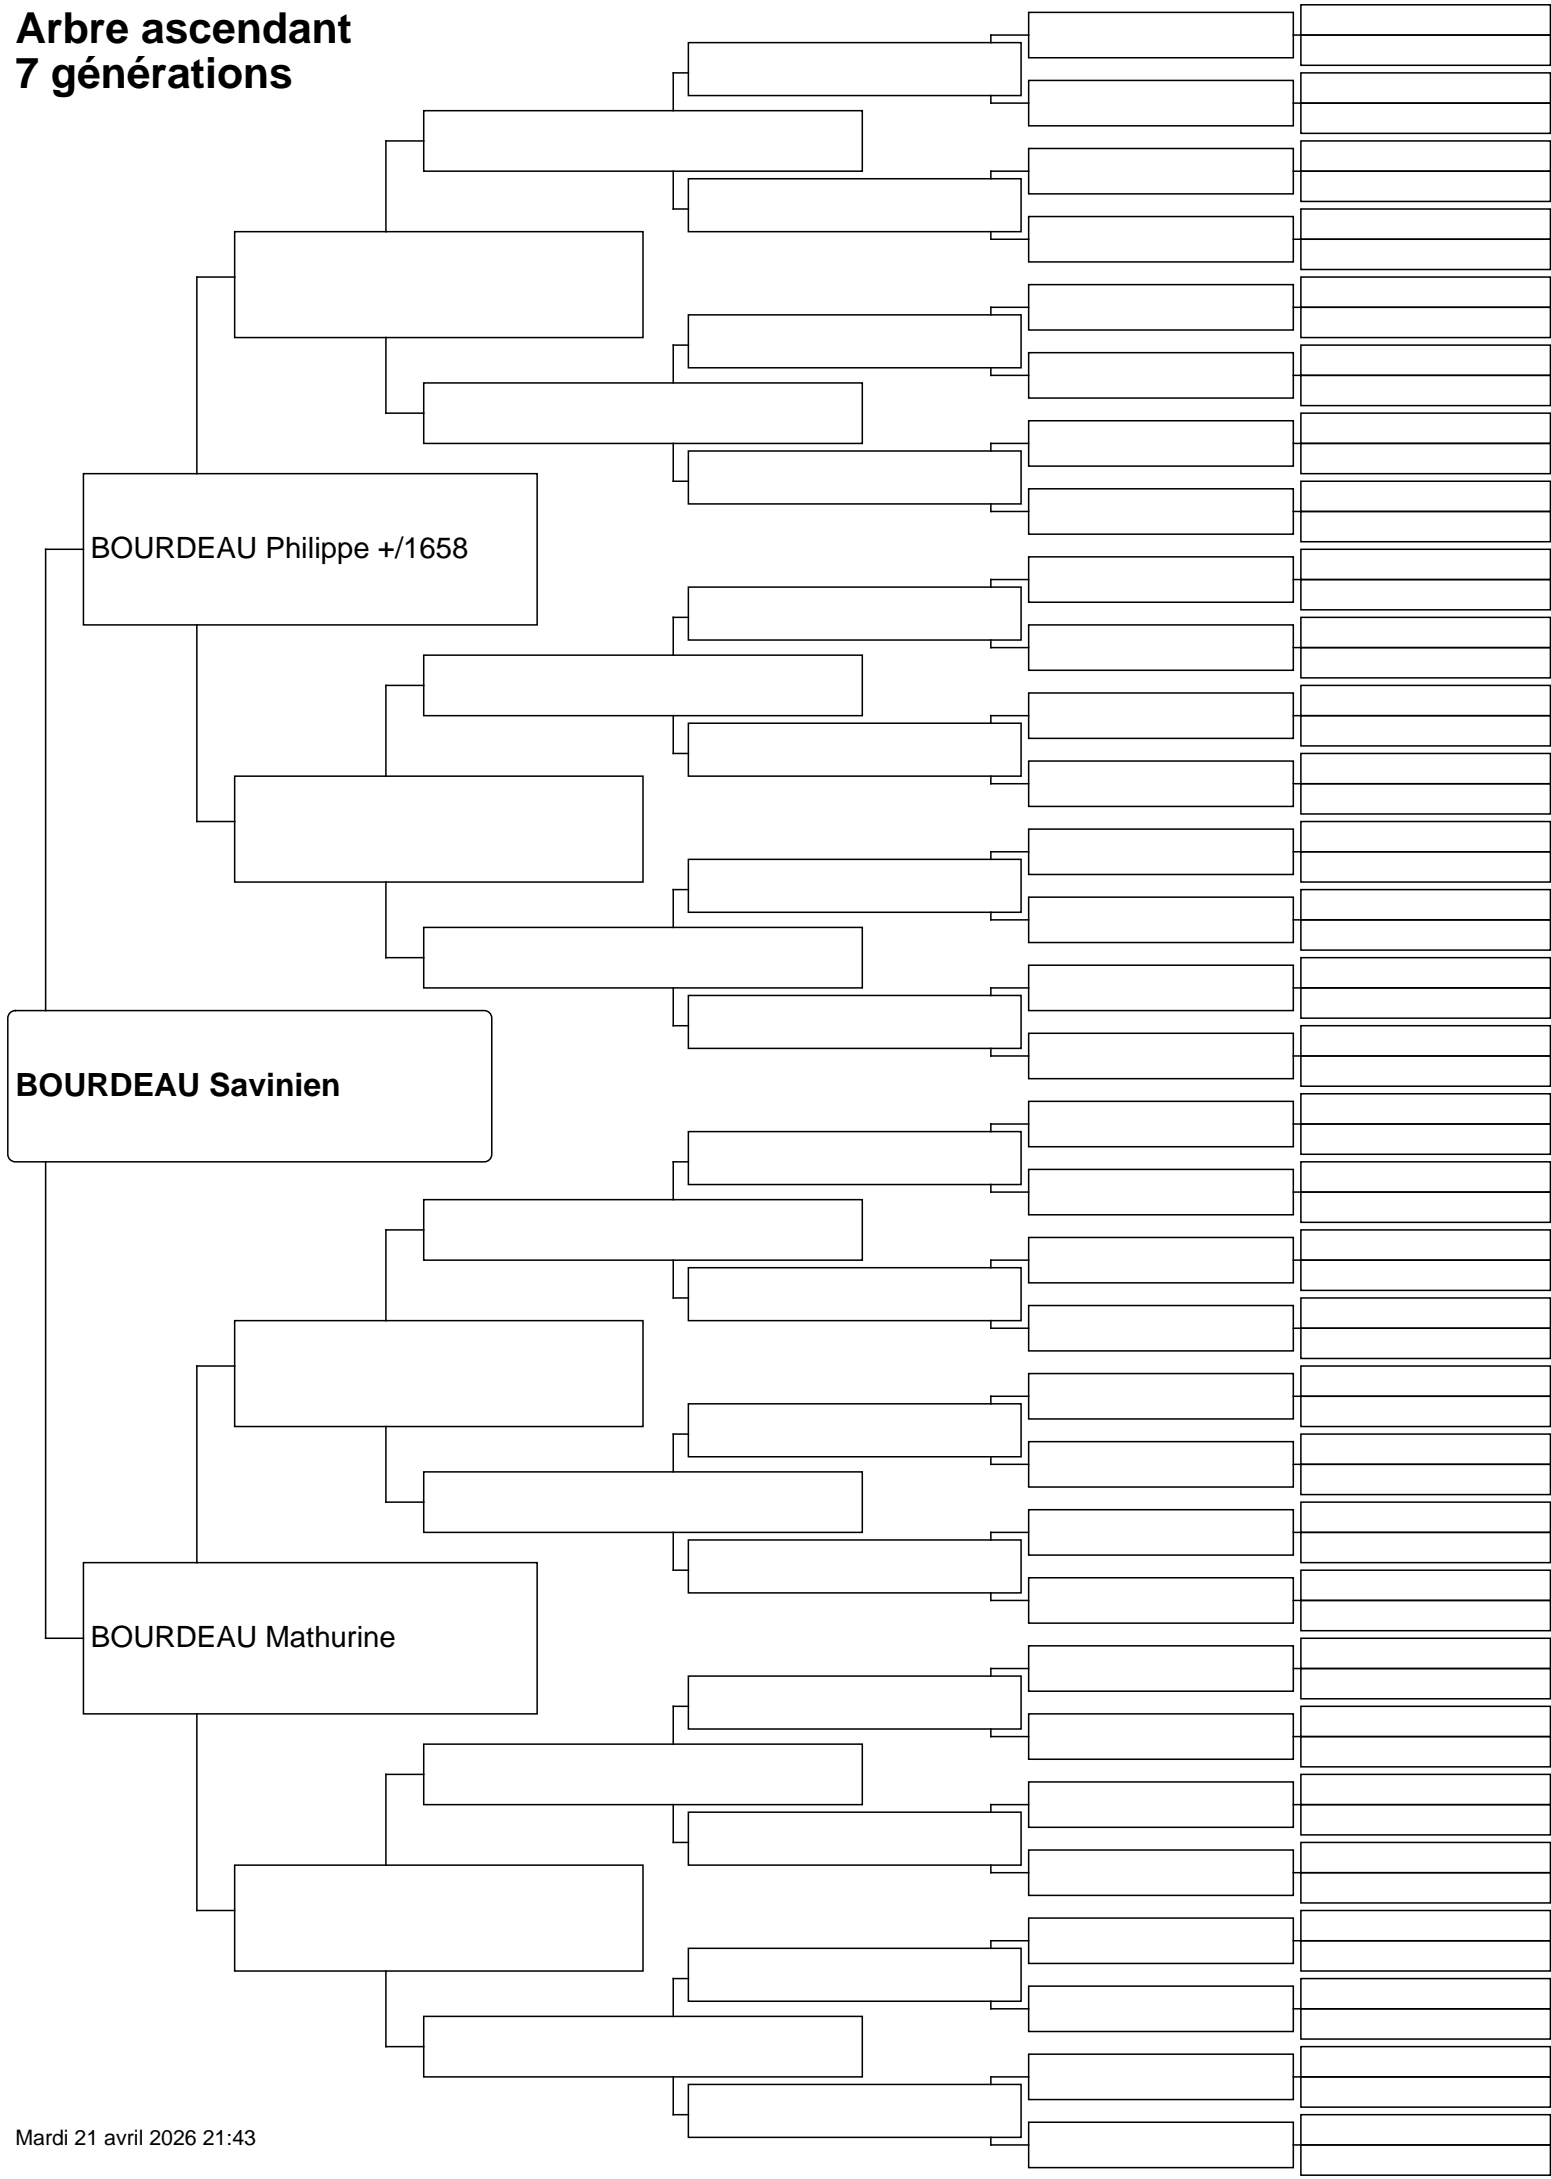 Arbre ascendant
7 générations
BOURDEAU Philippe +/1658
BOURDEAU Savinien
BOURDEAU Mathurine
Mardi 21 avril 2026 21:43